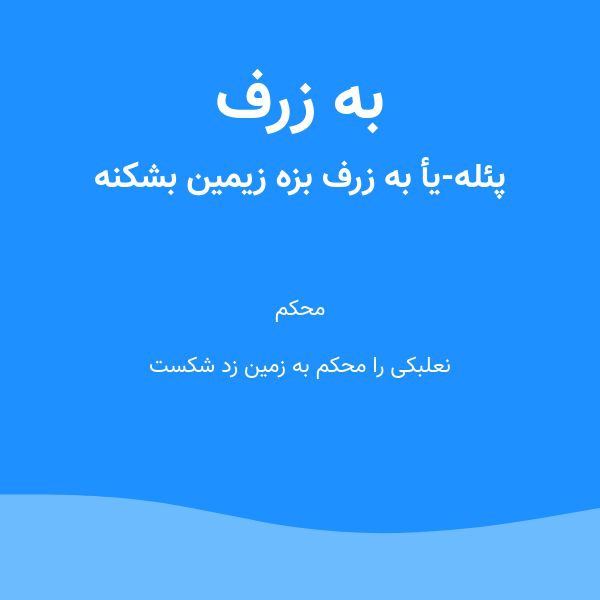 به زرف
پئله-یأ به زرف بزه زیمین بشکنه
محکم
نعلبکی را محکم به زمین زد شکست